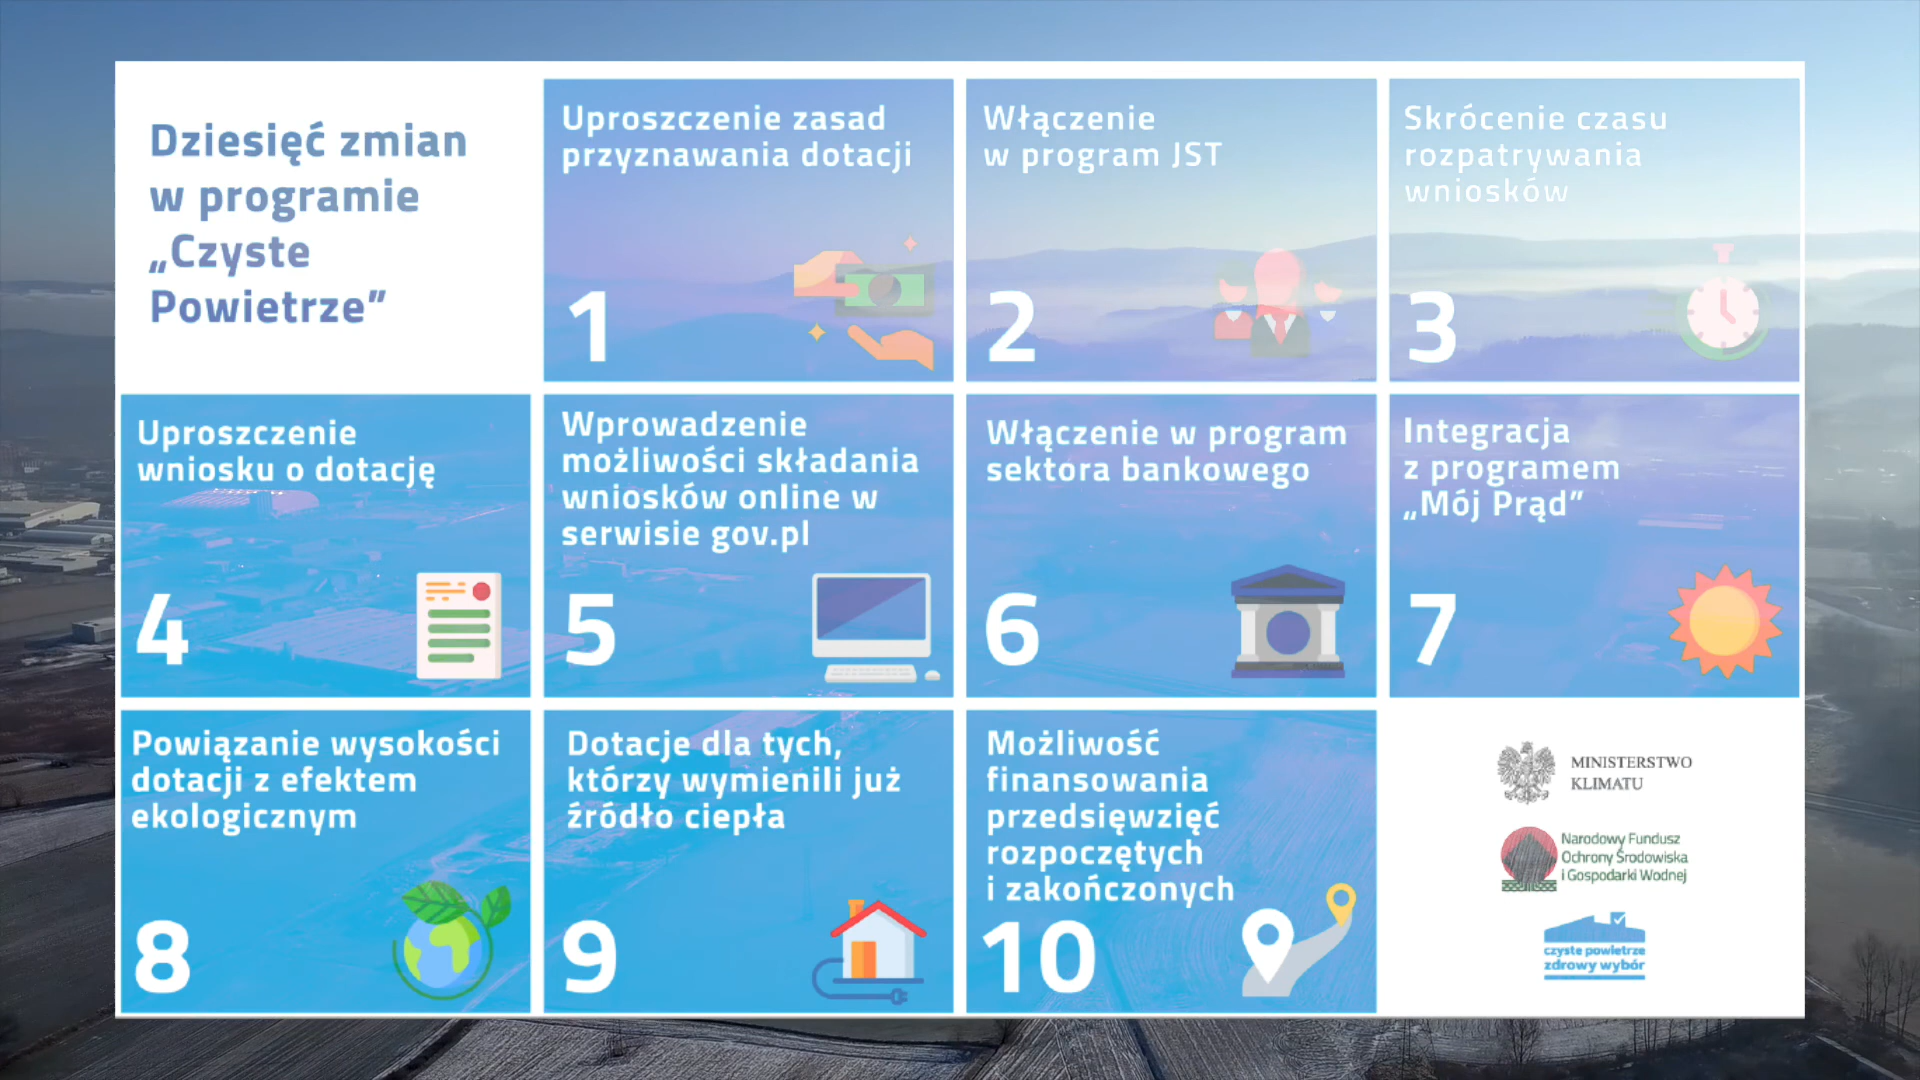 Dziesięć zmian
w programie
„Czyste
Powietrze”
Uproszczenie zasad
przyznawania dotacji
1
Włączenie
w program JST
2
Skrócenie czasu
rozpatrywania
wniosków
3
Uproszczenie
wniosku o dotację
4
Wprowadzenie
możliwości składania
wniosków online w
serwisie gov.pl
5
Włączenie w program
sektora bankowego
6
Integracja
z programem
„Mój Prąd”
7
Powiązanie wysokości
dotacji z efektem
ekologicznym
8
Dotacje dla tych,
którzy wymienili już
źródło ciepła
9
Możliwość
finansowania
przedsięwzięć
rozpoczętych
i zakończonych
10
MINISTERSTWO
KLIMATU
Narodowy Fundusz
Ochrony Środowiska
i Gospodarki Wodnej
czyste powietrze
zdrowy wybór